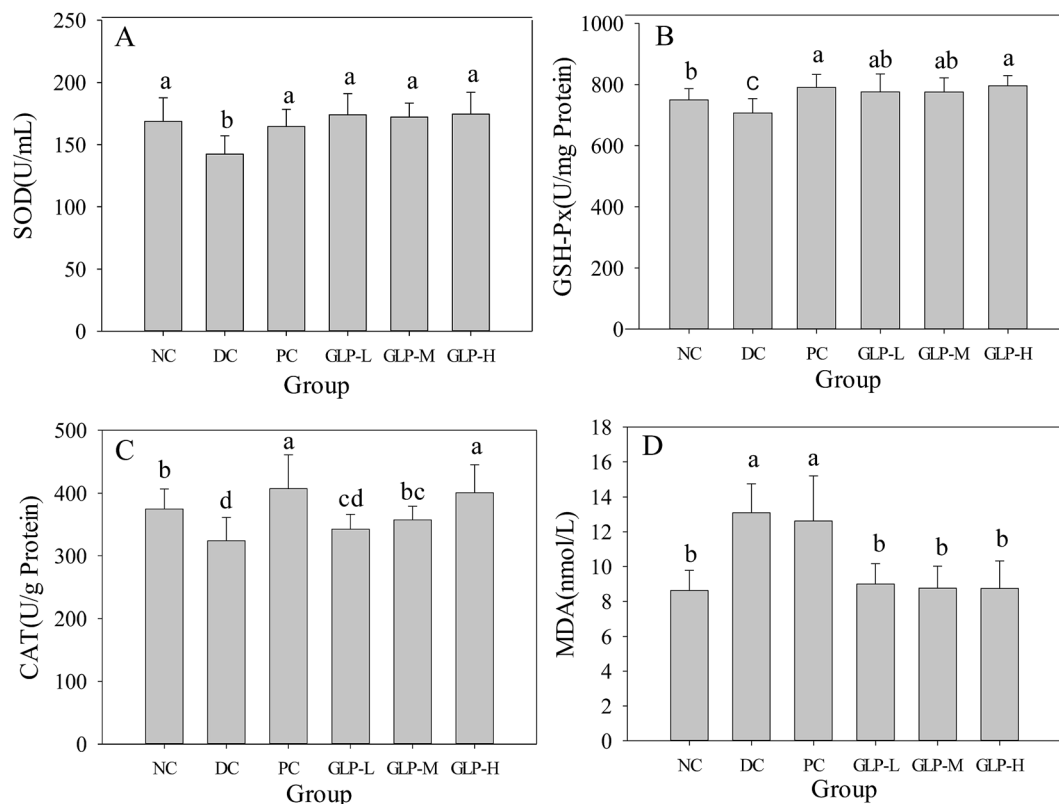 A
SOD(U/mL)
250
200
150
100
50
0
a
b
a
a
a
a
NC DC PC GLP-L GLP-M GLP-H
Group
B
GSH-Px(U/mg Protein)
1000
800
600
400
200
0
b
c
a
ab
ab
a
NC DC PC GLP-L GLP-M GLP-H
Group
C
CAT(U/g Protein)
500
400
300
200
100
0
b
d
a
cd
bc
a
NC DC PC GLP-L GLP-M GLP-H
Group
D
MDA(nmol/L)
18
16
14
12
10
8
6
4
2
0
b
a
a
b
b
b
NC DC PC GLP-L GLP-M GLP-H
Group